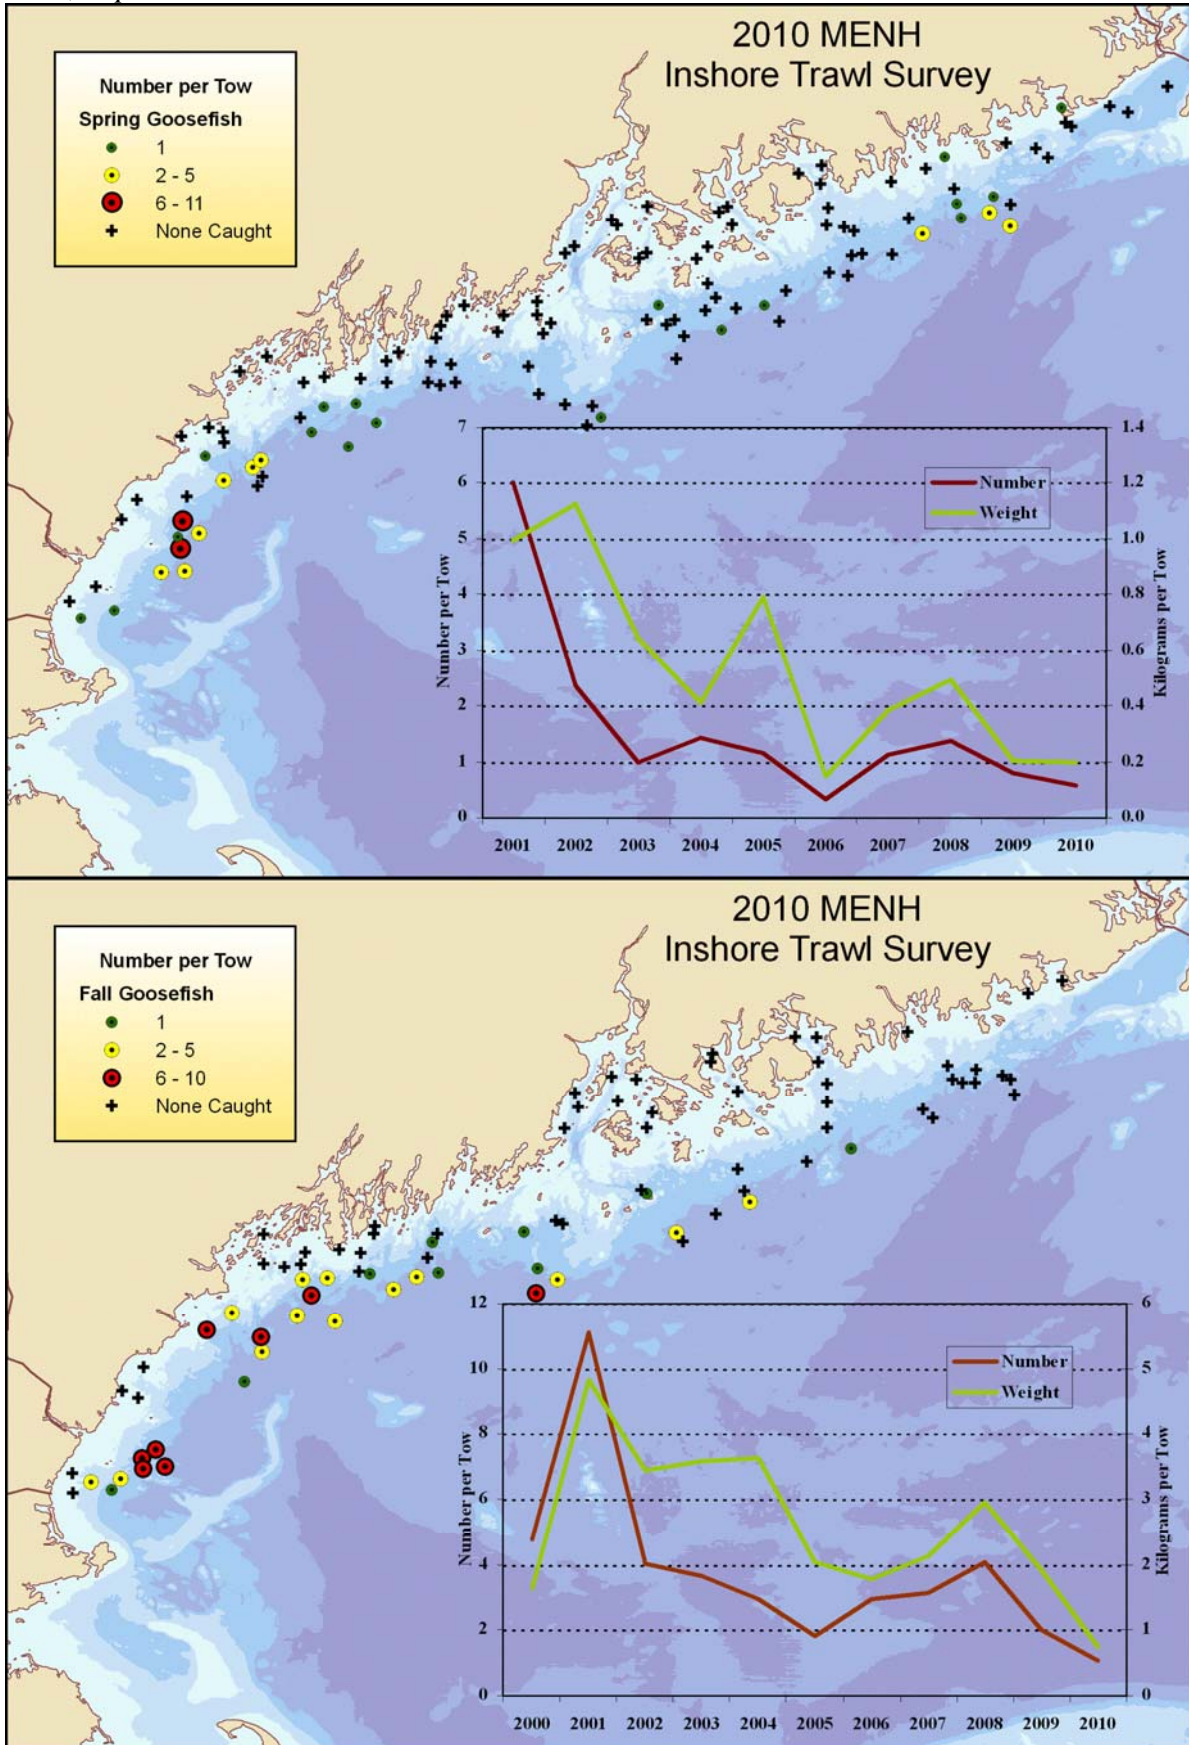 2010 MENH
Inshore Trawl Survey
Number per Tow
Spring Goosefish
1
2 - 5
6 - 11
None Caught
7
6
5
4
3
2
1
0
Number per Tow
1.4
1.2
1.0
0.8
0.6
0.4
0.2
0.0
Kilograms per Tow
Number
Weight
2001 2002 2003 2004 2005 2006 2007 2008 2009 2010
2010 MENH
Inshore Trawl Survey
Number per Tow
Fall Goosefish
1
2 - 5
6 - 10
None Caught
12
10
8
6
4
2
0
Number per Tow
6
5
4
3
2
1
0
Kilograms per Tow
Number
Weight
2000 2001 2002 2003 2004 2005 2006 2007 2008 2009 2010